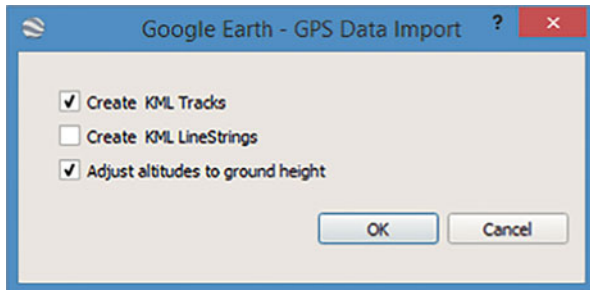 Google Earth - GPS Data Import ?
Create KML Tracks
Create KML LineStrings
Adjust altitudes to ground height
OK Cancel